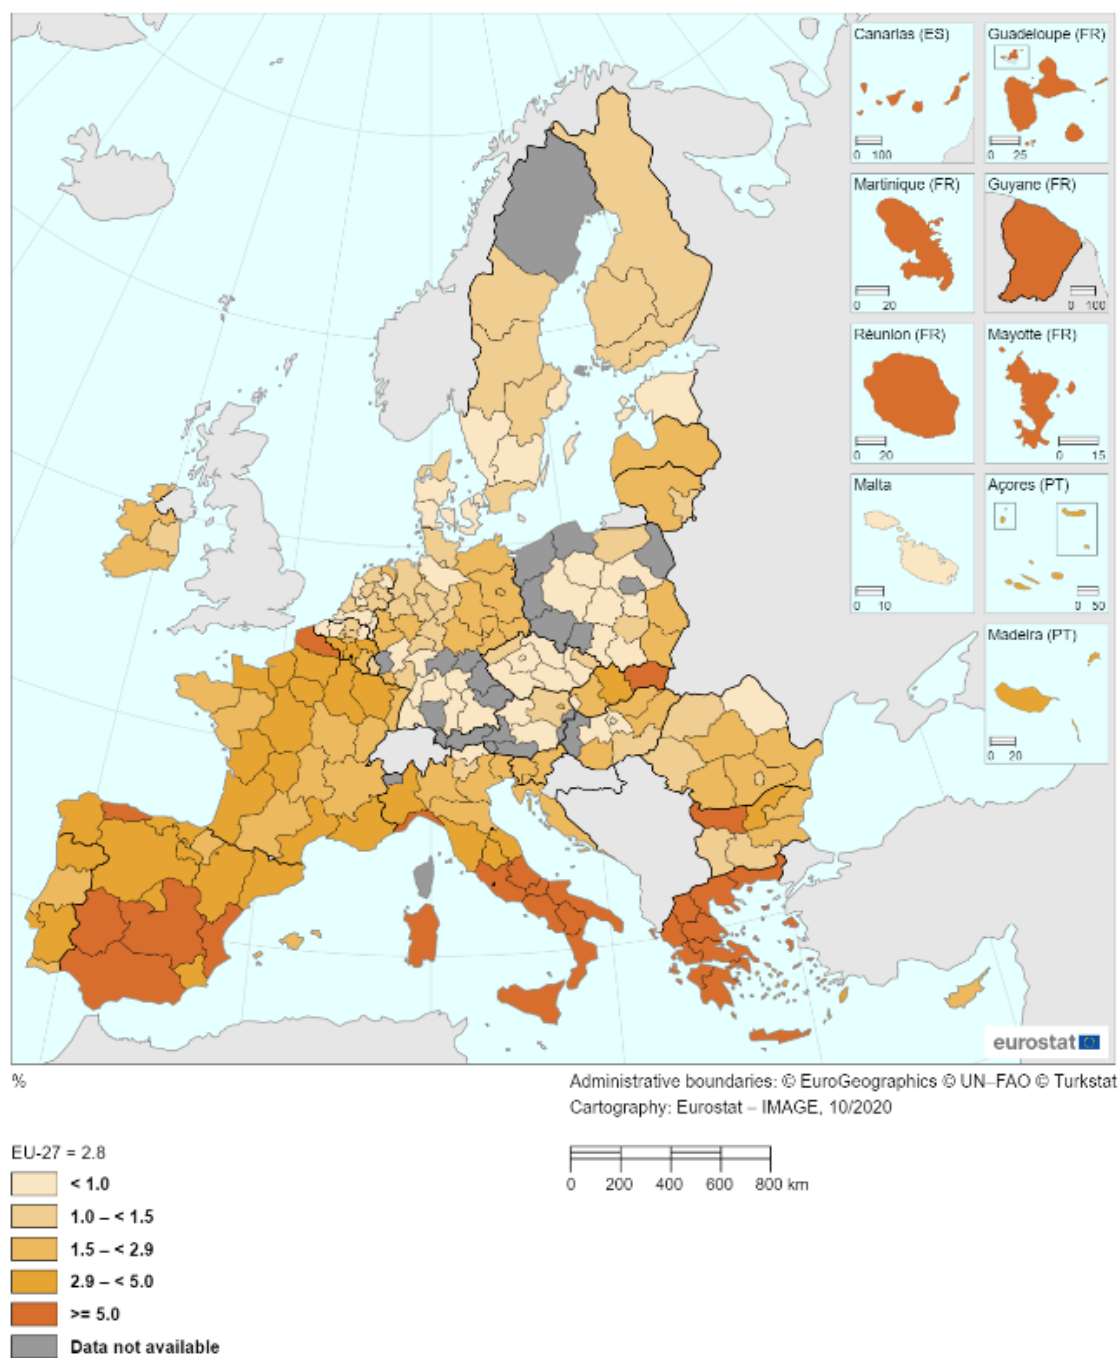 Canarias (ES)
0 100
Guadeloupe (FR)
0 25
Martinique (FR)
0 20
Guyane (FR)
0 100
Réunion (FR)
0 20
Mayotte (FR)
0 15
Malta
0 10
Açores (PT)
0 50
Madeira (PT)
0 20
eurostat
%
Administrative boundaries: © EuroGeographics © UN–FAO © Turkstat
Cartography: Eurostat – IMAGE, 10/2020
EU-27 = 2.8
< 1.0
1.0 – < 1.5
1.5 – < 2.9
2.9 – < 5.0
>= 5.0
Data not available
0 200 400 600 800 km